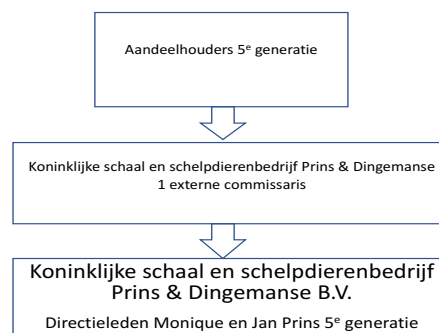 Aandeelhouders 5e generatie
Koninklijke schaal en schelpdierenbedrijf Prins & Dingemanse
1 externe commissaris
Koninklijke schaal en schelpdierenbedrijf
Prins & Dingemanse B.V.
Directieleden Monique en Jan Prins 5e generatie